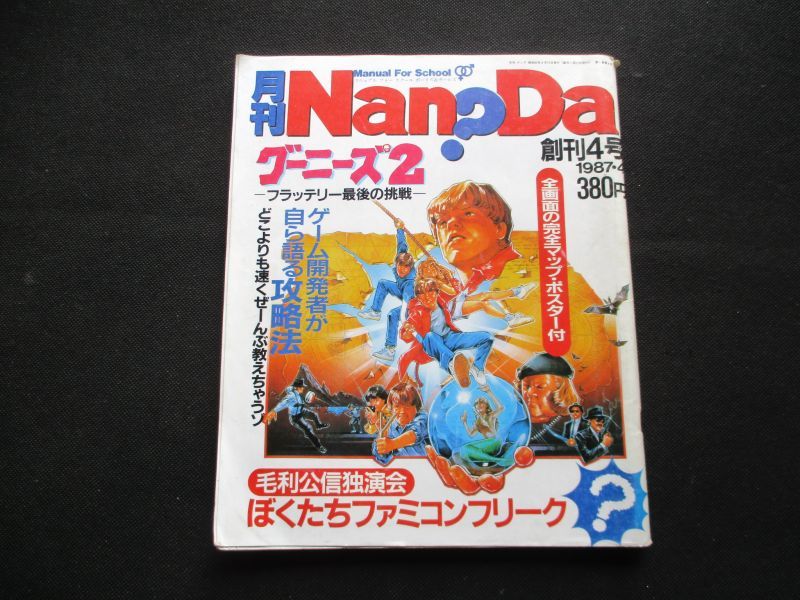 Manual For School
月刊
Nan?Da
創刊4号
1987・4
380円
グーニーズ2
―フラッテリー最後の挑戦―
全画面の完全マップ・ポスター付
ゲーム開発者が
自ら語る攻略法
どこよりも速くぜーんぶ教えちゃうゾ
毛利公信独演会
ぼくたちファミコンフリーク
?